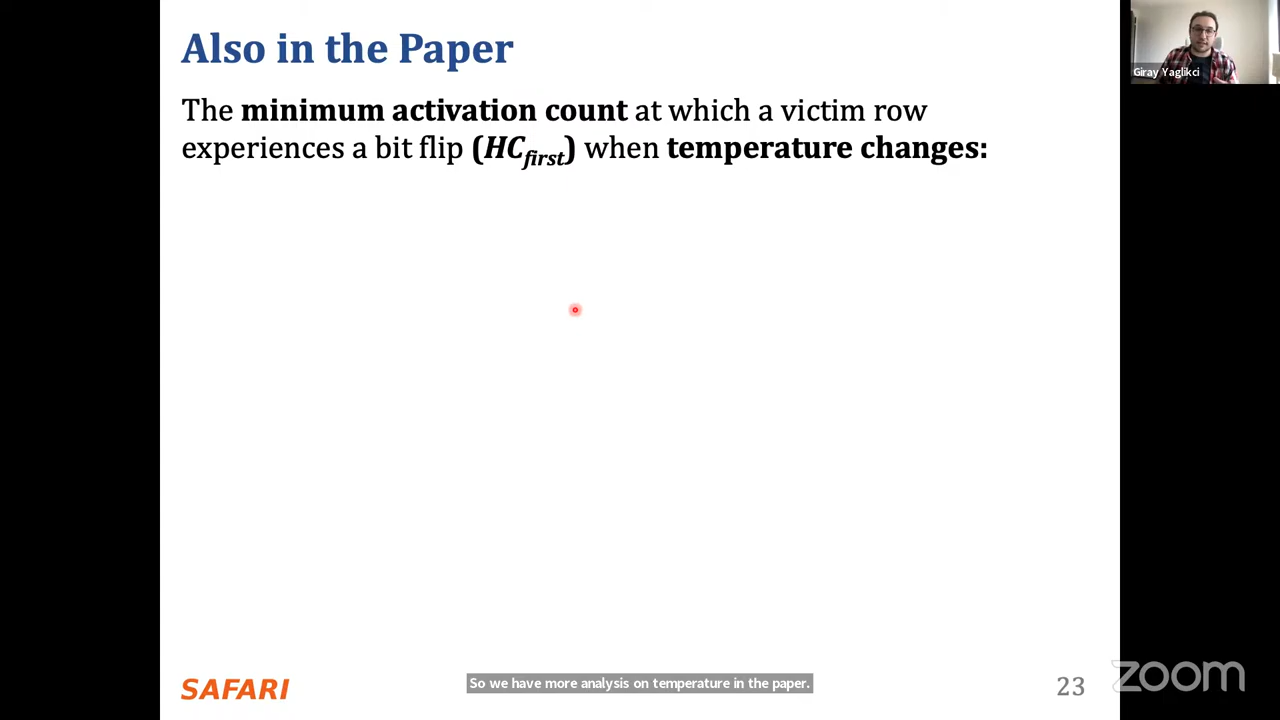 Also in the Paper
Giray Yaglikci
The minimum activation count at which a victim row
experiences a bit flip (HCfirst) when temperature changes:
SAFARI
So we have more analysis on temperature in the paper.
23
zoom